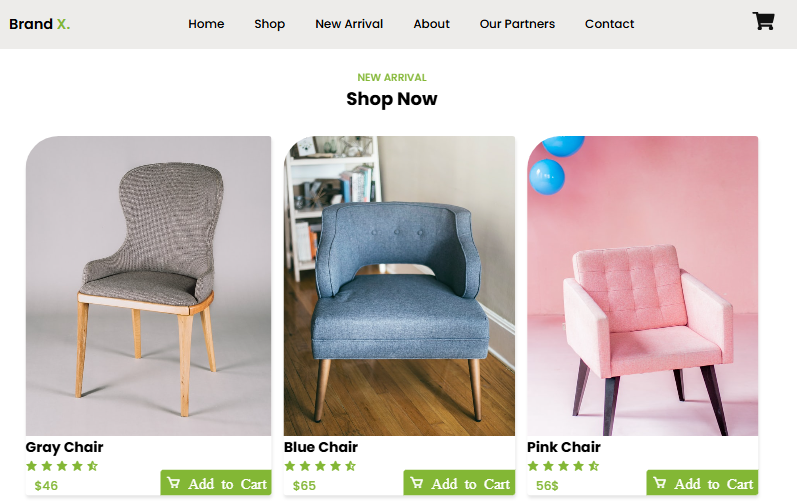 Brand X.
Home Shop New Arrival About Our Partners Contact
NEW ARRIVAL
Shop Now
Gray Chair
$46 Add to Cart
Blue Chair
$65 Add to Cart
Pink Chair
56$ Add to Cart